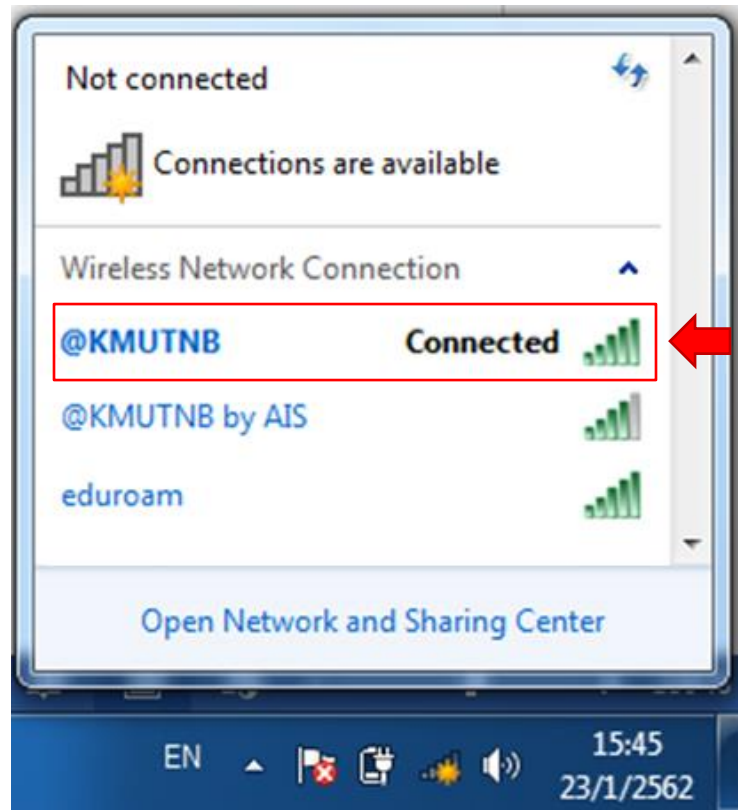 Not connected
Connections are available
Wireless Network Connection
@KMUTNB Connected
@KMUTNB by AIS
eduroam
Open Network and Sharing Center
EN 15:45
23/1/2562